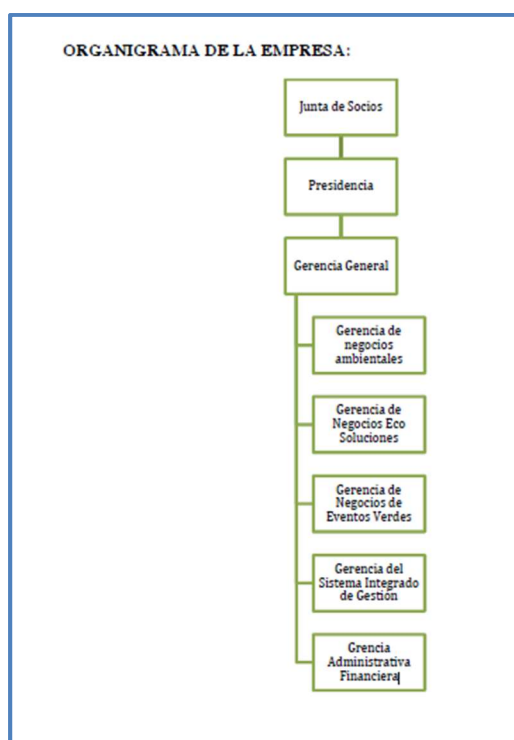 ORGANIGRAMA DE LA EMPRESA:
Junta de Socios
Presidencia
Gerencia General
Gerencia de
negocios
ambientales
Gerencia de
Negocios Eco
Soluciones
Gerencia de
Negocios de
Eventos Verdes
Gerencia del
Sistema Integrado
de Gestión
Grencia
Administrativa
Financiera